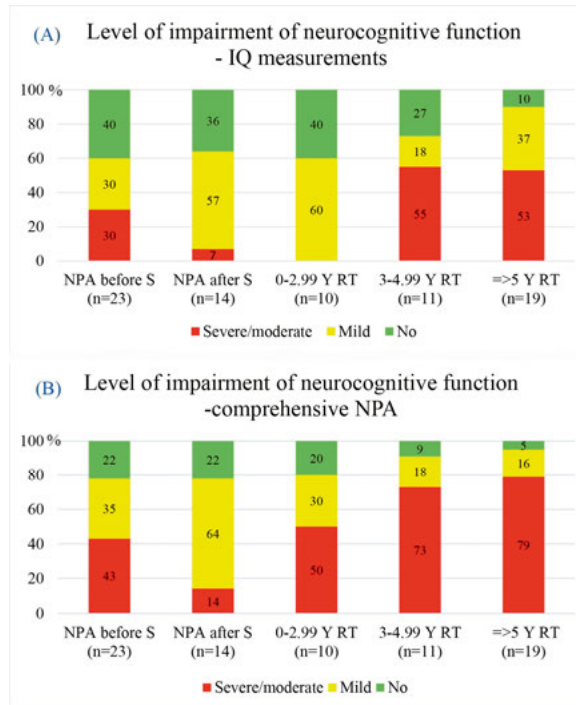 (A) Level of impairment of neurocognitive function
- IQ measurements
100 %
80
60
40
20
0
40 36 40 27 10
30 57 60 18 37
30 7 55 53
NPA before S NPA after S 0-2.99 Y RT 3-4.99 Y RT =>5 Y RT
(n=23) (n=14) (n=10) (n=11) (n=19)
Severe/moderate Mild No
(B) Level of impairment of neurocognitive function
-comprehensive NPA
100 %
80
60
40
20
0
22 22 20 9 5
35 64 30 18 16
43 14 50 73 79
NPA before S NPA after S 0-2.99 Y RT 3-4.99 Y RT =>5 Y RT
(n=23) (n=14) (n=10) (n=11) (n=19)
Severe/moderate Mild No